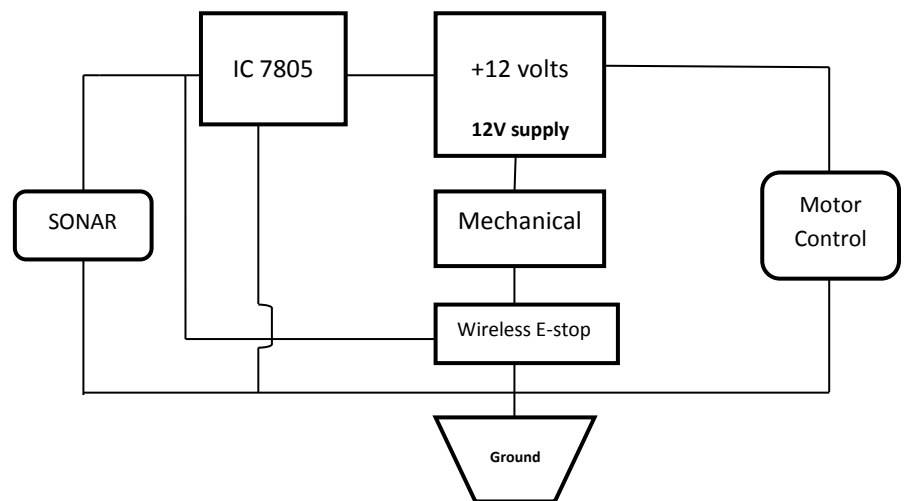 IC 7805
+12 volts
12V supply
SONAR
Mechanical
Motor
Control
Wireless E-stop
Ground